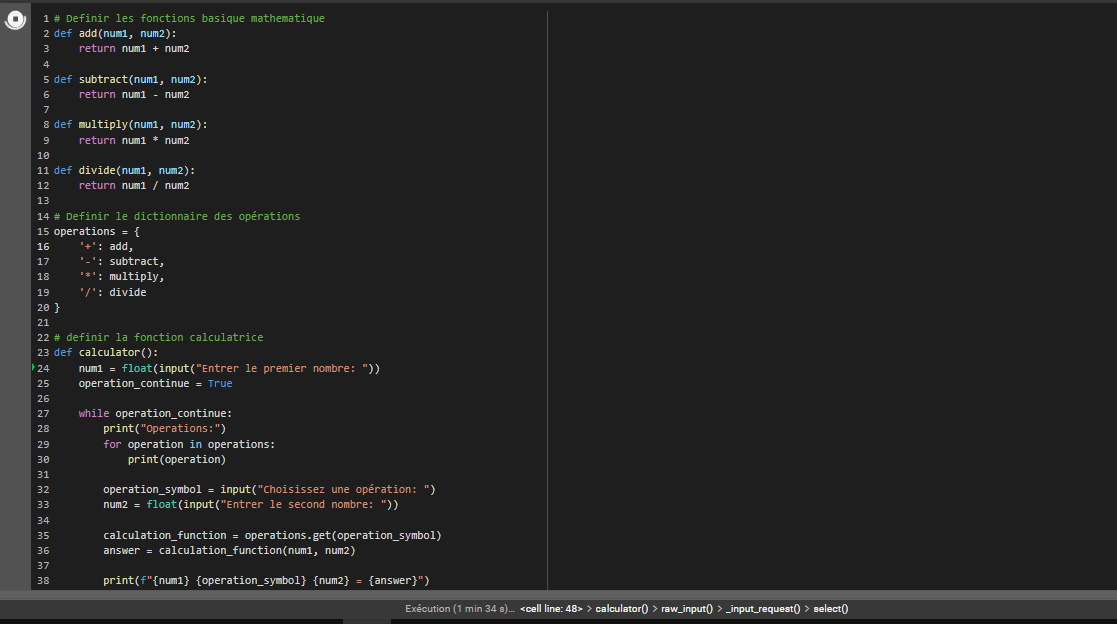 1 # Definir les fonctions basique mathematique
2 def add(num1, num2):
3     return num1 + num2
4
5 def subtract(num1, num2):
6     return num1 - num2
7
8 def multiply(num1, num2):
9     return num1 * num2
10
11 def divide(num1, num2):
12     return num1 / num2
13
14 # Definir le dictionnaire des opérations
15 operations = {
16     '+': add,
17     '-': subtract,
18     '*': multiply,
19     '/': divide
20 }
21
22 # definir la fonction calculatrice
23 def calculator():
24     num1 = float(input("Entrer le premier nombre: "))
25     operation_continue = True
26
27     while operation_continue:
28         print("Operations:")
29         for operation in operations:
30             print(operation)
31
32         operation_symbol = input("Choisissez une opération: ")
33         num2 = float(input("Entrer le second nombre: "))
34
35         calculation_function = operations.get(operation_symbol)
36         answer = calculation_function(num1, num2)
37
38         print(f"{num1} {operation_symbol} {num2} = {answer}")
Exécution (1 min 34 s)... <cell line: 48> > calculator() > raw_input() > _input_request() > select()